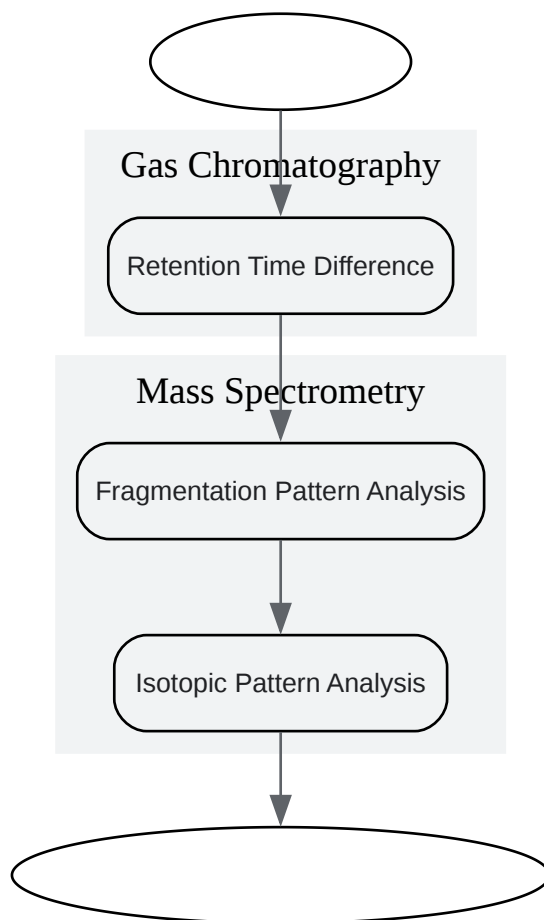 Gas Chromatography
Retention Time Difference
Mass Spectrometry
Fragmentation Pattern Analysis
Isotopic Pattern Analysis